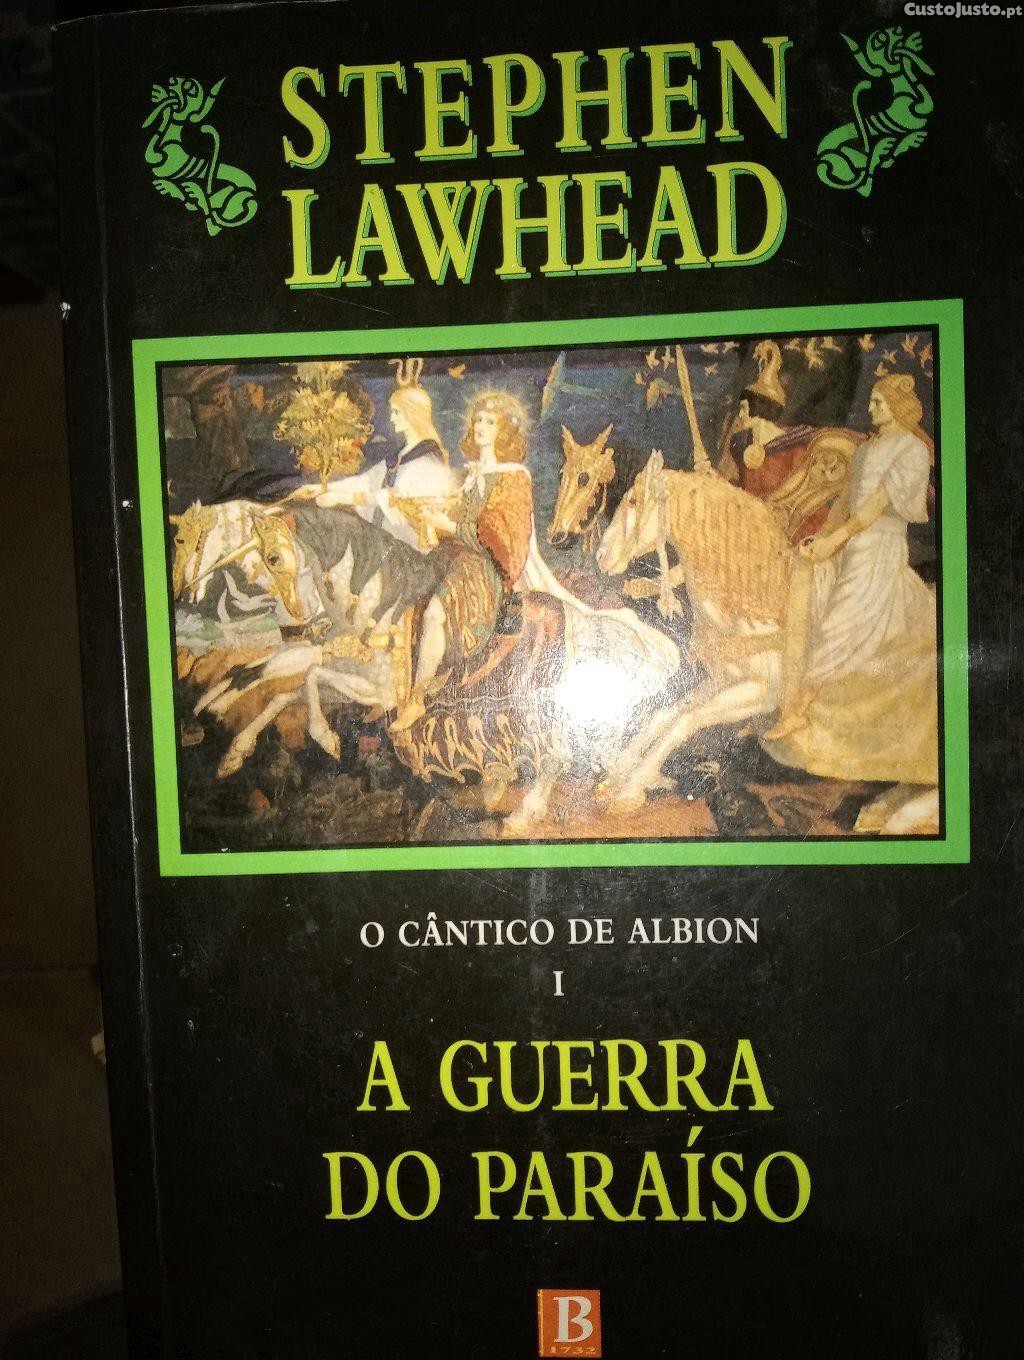 CustoJusto.pt
STEPHEN
LAWHEAD
O CÂNTICO DE ALBION
I
A GUERRA
DO PARAÍSO
B
1732